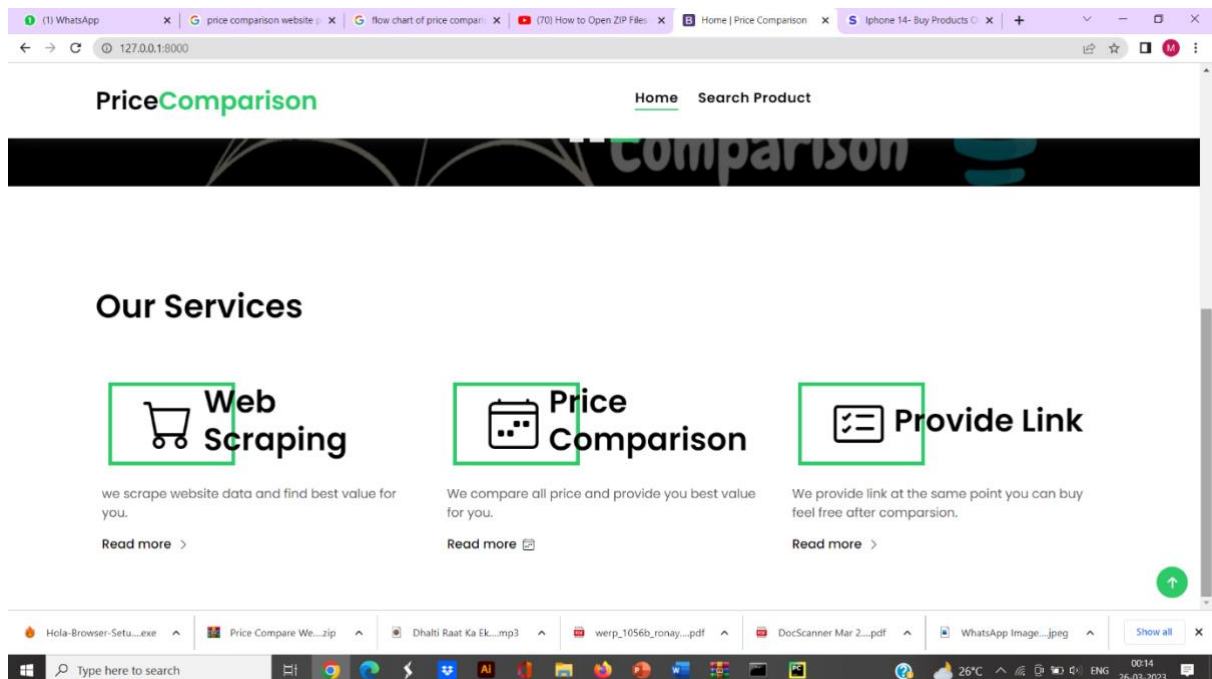 (1) WhatsApp
price comparison website p
flow chart of price compari
(70) How to Open ZIP Files
Home | Price Comparison
Iphone 14- Buy Products O
127.0.0.1:8000
PriceComparison
Home
Search Product
Comparison
Our Services
Web
Scraping
we scrape website data and find best value for
you.
Read more
Price
Comparison
We compare all price and provide you best value
for you.
Read more
Provide Link
We provide link at the same point you can buy
feel free after comparsion.
Read more
Hola-Browser-Setu....exe
Price Compare We....zip
Dhalti Raat Ka Ek....mp3
werp_1056b_ronay....pdf
DocScanner Mar 2....pdf
WhatsApp Image....jpeg
Show all
Type here to search
26°C
ENG
00:14
26-03-2023